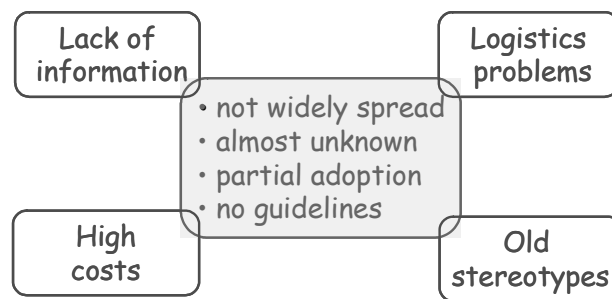 Lack of
information
Logistics
problems
• not widely spread
• almost unknown
• partial adoption
• no guidelines
High
costs
Old
stereotypes